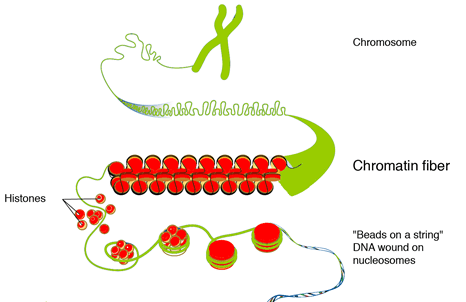 Chromosome
Chromatin fiber
Histones
"Beads on a string"
DNA wound on
nucleosomes